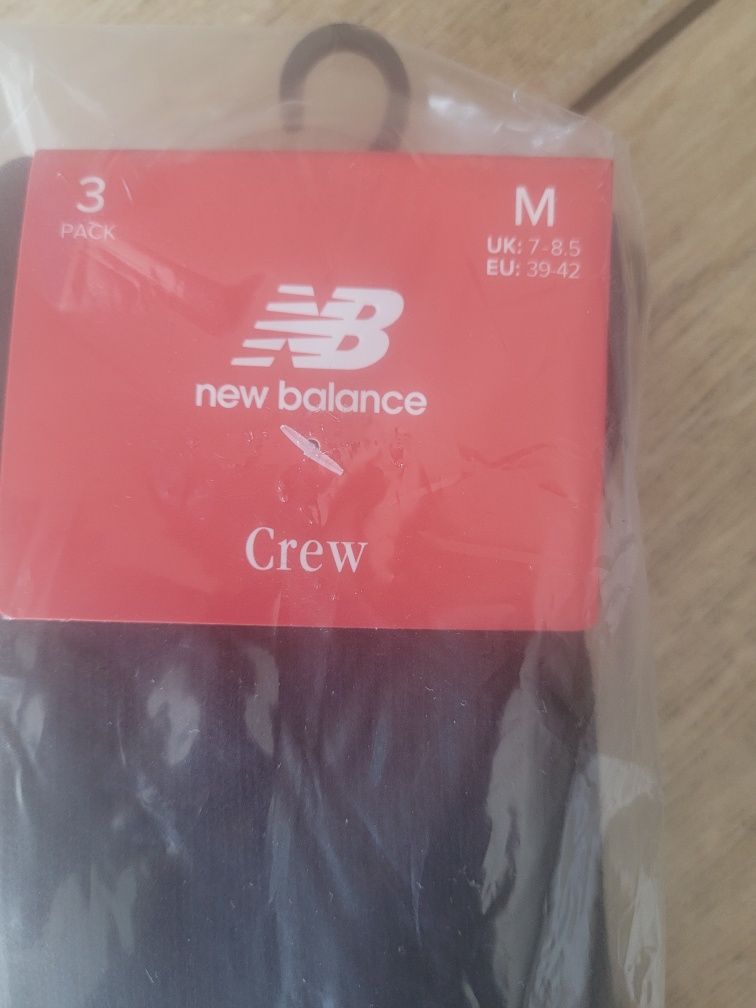 3
PACK
M
UK: 7-8.5
EU: 39-42
NB
new balance
Crew